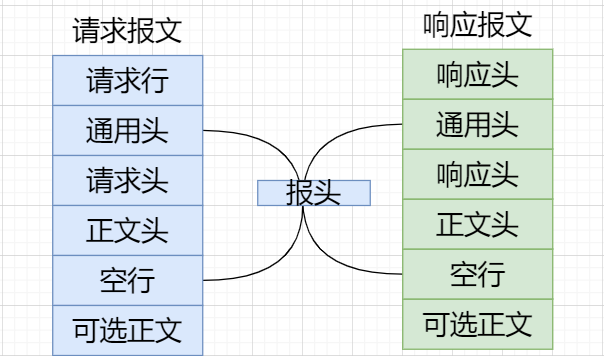 请求报文
请求行
通用头
请求头
正文头
空行
可选正文
报头
响应报文
响应头
通用头
响应头
正文头
空行
可选正文